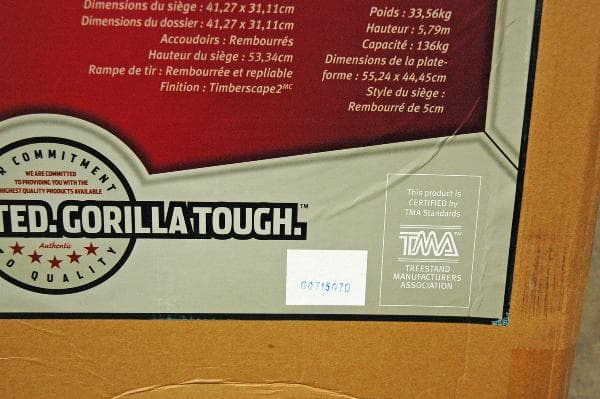 Dimensions du siège : 41,27 x 31,11cm
Dimensions du dossier : 41,27 x 31,11cm
Accoudoirs : Rembourrés
Hauteur du siège : 53,34cm
Rampe de tir : Rembourrée et repliable
Finition : Timberscape2MC
Poids : 33,56kg
Hauteur : 5,79m
Capacité : 136kg
Dimensions de la plate-
forme : 55,24 x 44,45cm
Style du siège :
Rembourré de 5cm
COMMITMENT
WE ARE COMMITTED
TO PROVIDING YOU WITH THE
HIGHEST QUALITY PRODUCTS AVAILABLE
TED. GORILLA TOUGH.™
Authentic
TO QUALITY
This product is
CERTIFIED by
TMA Standards
TMA™
TREESTAND
MANUFACTURERS
ASSOCIATION